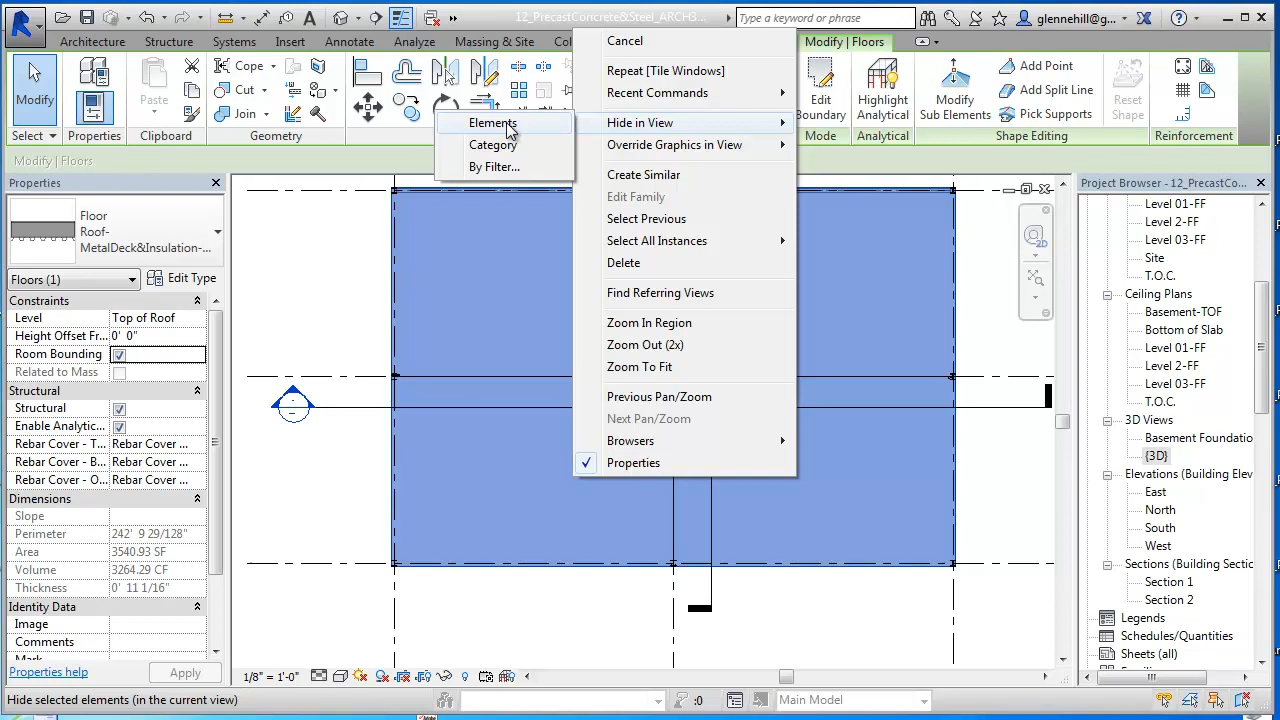 12_PrecastConcrete&Steel_ARCH3...
Type a keyword or phrase
glennehill@g...
Architecture
Structure
Systems
Insert
Annotate
Analyze
Massing & Site
Col
Modify | Floors
Modify
Properties
Paste
Cope
Cut
Join
Edit
Boundary
Highlight
Analytical
Modify
Sub Elements
Add Point
Add Split Line
Pick Supports
Reset
Shape
Select
Properties
Clipboard
Geometry
Mode
Analytical
Shape Editing
Reinforcement
Cancel
Repeat [Tile Windows]
Recent Commands
Hide in View
Override Graphics in View
Create Similar
Edit Family
Select Previous
Select All Instances
Delete
Find Referring Views
Zoom In Region
Zoom Out (2x)
Zoom To Fit
Previous Pan/Zoom
Next Pan/Zoom
Browsers
Properties
Elements
Category
By Filter...
Modify | Floors
Properties
Floor
Roof-
MetalDeck&Insulation-...
Floors (1)
Edit Type
Constraints
Level Top of Roof
Height Offset Fr... 0' 0"
Room Bounding
Related to Mass
Structural
Structural
Enable Analytic...
Rebar Cover - T... Rebar Cover ...
Rebar Cover - B... Rebar Cover ...
Rebar Cover - O... Rebar Cover ...
Dimensions
Slope
Perimeter 242' 9 29/128"
Area 3540.93 SF
Volume 3264.29 CF
Thickness 0' 11 1/16"
Identity Data
Image
Comments
Mark
Properties help
Apply
2D
Project Browser - 12_PrecastCo...
Level 01-FF
Level 2-FF
Level 03-FF
Site
T.O.C.
Ceiling Plans
Basement-TOF
Bottom of Slab
Level 01-FF
Level 2-FF
Level 03-FF
T.O.C.
3D Views
Basement Foundatio
{3D}
Elevations (Building Elev
East
North
South
West
Sections (Building Sectio
Section 1
Section 2
Legends
Schedules/Quantities
Sheets (all)
1/8" = 1'-0"
Hide selected elements (in the current view)
:0
Main Model